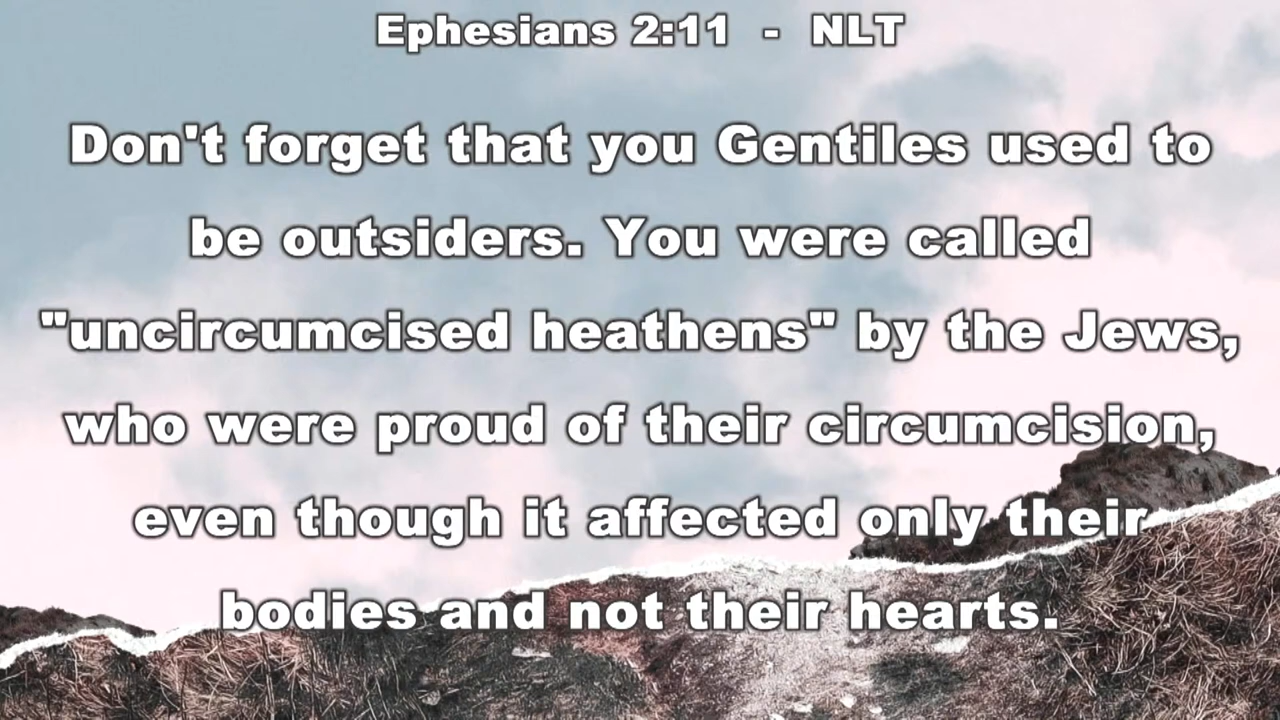 Ephesians 2:11 - NLT
Don't forget that you Gentiles used to
be outsiders. You were called
"uncircumcised heathens" by the Jews,
who were proud of their circumcision,
even though it affected only their
bodies and not their hearts.